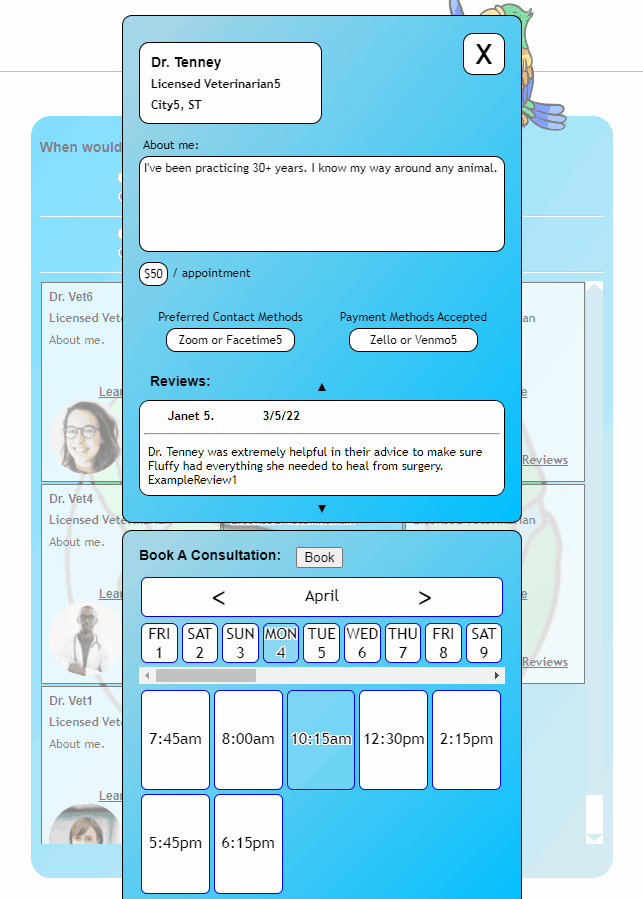 X
Dr. Tenney
Licensed Veterinarian5
City5, ST
When would
About me:
I've been practicing 30+ years. I know my way around any animal.
$50 / appointment
Preferred Contact Methods
Payment Methods Accepted
Zoom or Facetime5
Zello or Venmo5
Reviews:
▲
Janet 5. 3/5/22
Dr. Tenney was extremely helpful in their advice to make sure
Fluffy had everything she needed to heal from surgery.
ExampleReview1
▼
Book A Consultation: Book
< April >
FRI SAT SUN MON TUE WED THU FRI SAT
1 2 3 4 5 6 7 8 9
7:45am 8:00am 10:15am 12:30pm 2:15pm
5:45pm 6:15pm
Dr. Vet6
Licensed Vet
About me.
Lear
Reviews
Dr. Vet4
Licensed Veterinarian
About me.
Lear
Reviews
Dr. Vet1
Licensed Vet
About me.
Lear